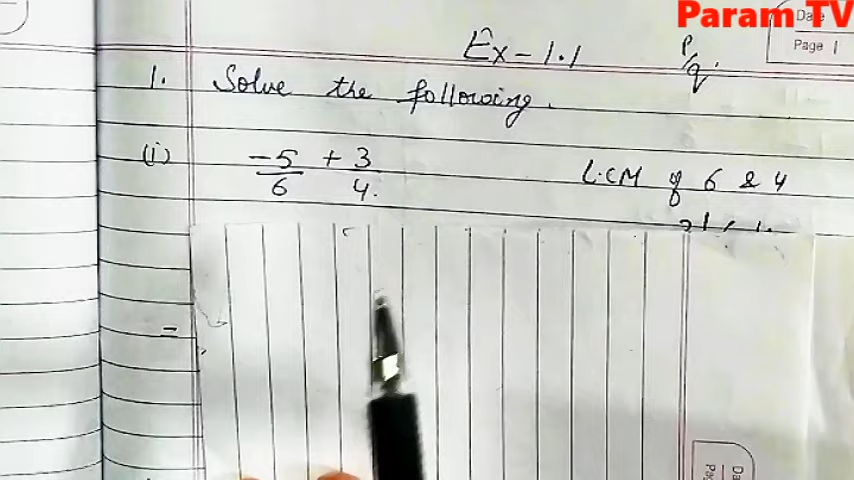 Param TV
Date
Page 1
Ex - 1.1
P/q.
1. Solve the following.
(i) -5/6 + 3/4.
L.C.M of 6 & 4
=